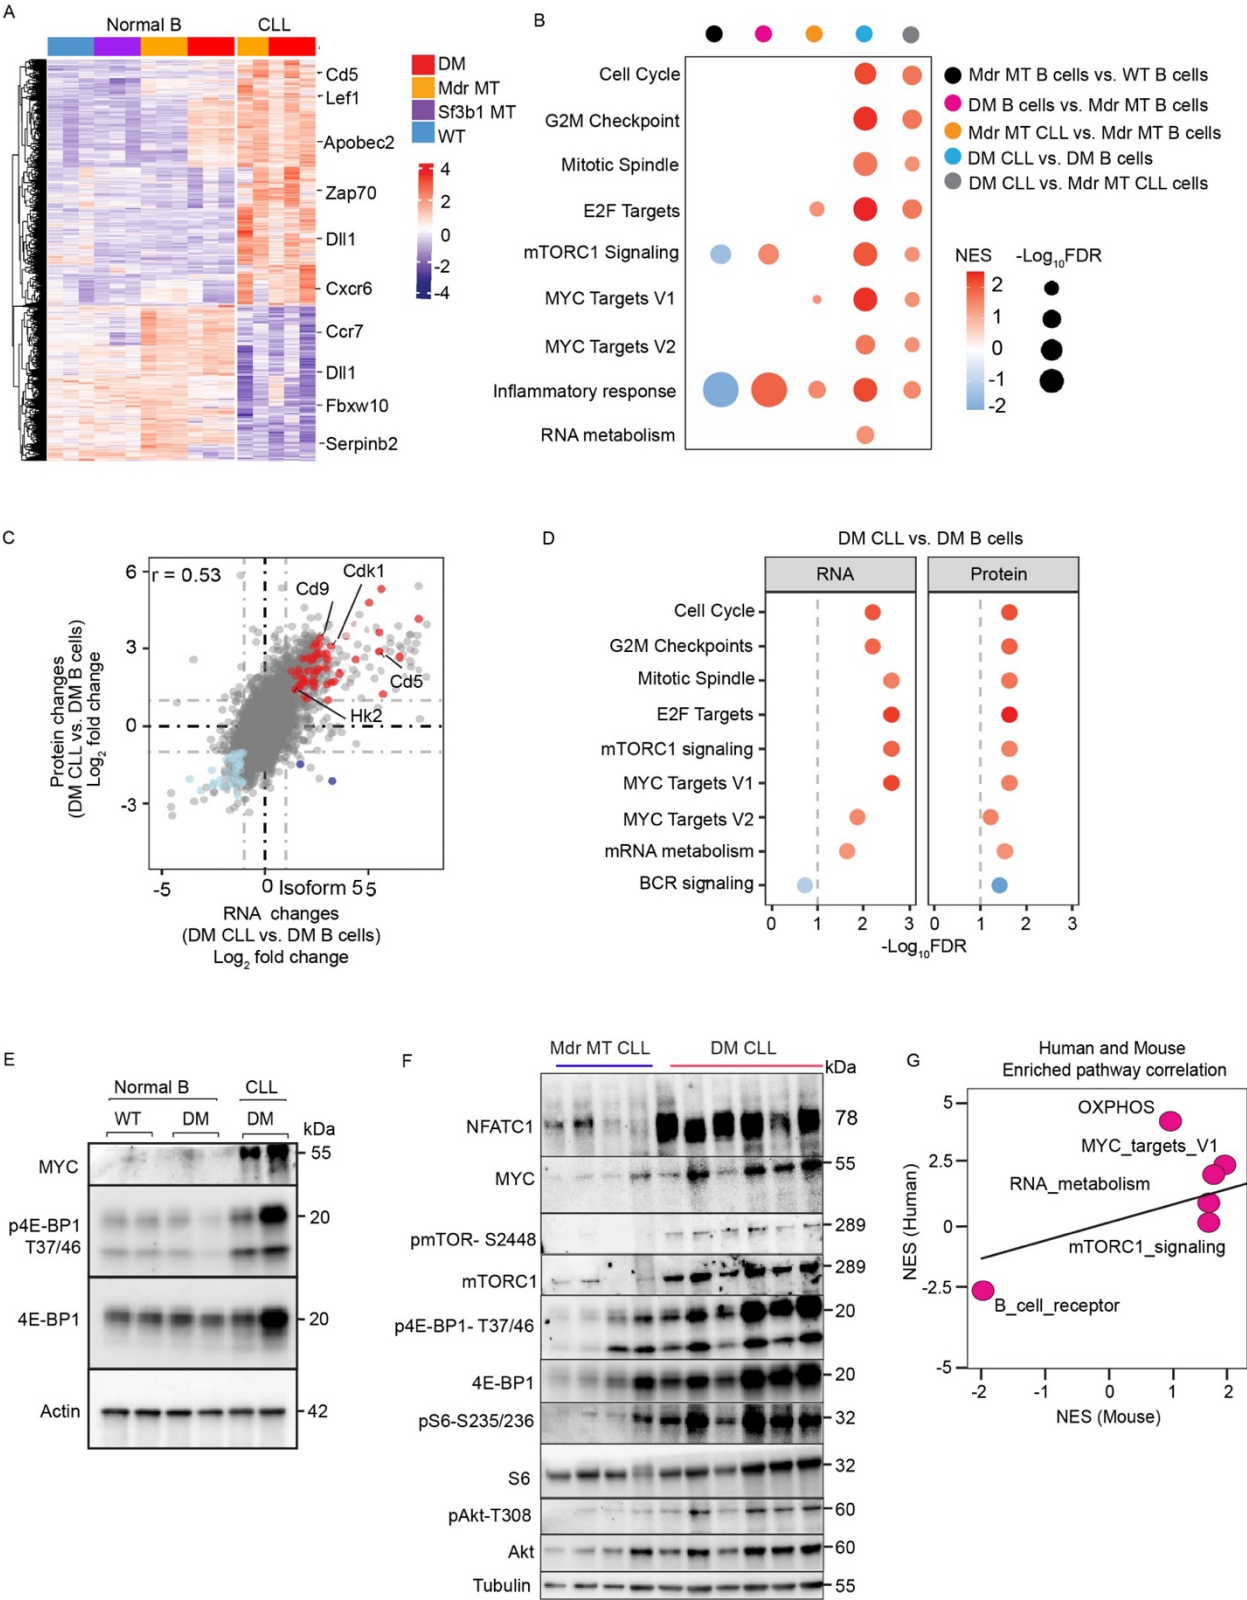 A
Normal B
CLL
Cd5
Lef1
Apobec2
Zap70
Dll1
Cxcr6
Ccr7
Dll1
Fbxw10
Serpinb2
DM
Mdr MT
Sf3b1 MT
WT
4
2
0
-2
-4
B
Cell Cycle
G2M Checkpoint
Mitotic Spindle
E2F Targets
mTORC1 Signaling
MYC Targets V1
MYC Targets V2
Inflammatory response
RNA metabolism
Mdr MT B cells vs. WT B cells
DM B cells vs. Mdr MT B cells
Mdr MT CLL vs. Mdr MT B cells
DM CLL vs. DM B cells
DM CLL vs. Mdr MT CLL cells
NES
2
1
0
-1
-2
-Log10FDR
C
r = 0.53
Cd9
Cdk1
Cd5
Hk2
6
3
0
-3
Protein changes
(DM CLL vs. DM B cells)
Log2 fold change
-5
0
Isoform 5
5
RNA changes
(DM CLL vs. DM B cells)
Log2 fold change
D
DM CLL vs. DM B cells
RNA
Protein
Cell Cycle
G2M Checkpoints
Mitotic Spindle
E2F Targets
mTORC1 signaling
MYC Targets V1
MYC Targets V2
mRNA metabolism
BCR signaling
0 1 2 3
0 1 2 3
-Log10FDR
E
Normal B
CLL
WT
DM
DM
kDa
MYC
55
p4E-BP1
T37/46
20
4E-BP1
20
Actin
42
F
Mdr MT CLL
DM CLL
kDa
NFATC1
78
MYC
55
pmTOR- S2448
289
mTORC1
289
p4E-BP1- T37/46
20
4E-BP1
20
pS6-S235/236
32
S6
32
pAkt-T308
60
Akt
60
Tubulin
55
G
Human and Mouse
Enriched pathway correlation
OXPHOS
MYC_targets_V1
RNA_metabolism
mTORC1_signaling
B_cell_receptor
5
2.5
0
-2.5
-5
NES (Human)
-2 -1 0 1 2
NES (Mouse)